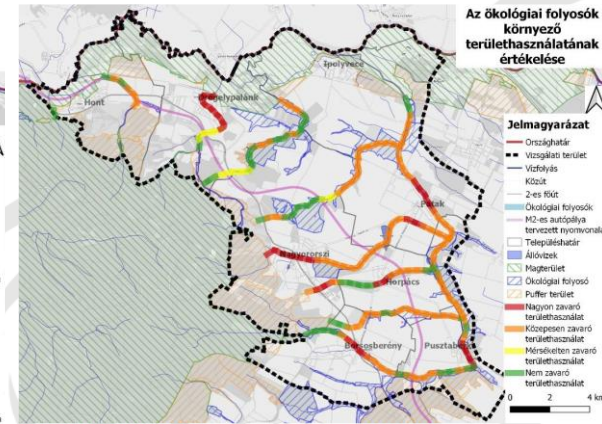 Az ökológiai folyosók
környező
területhasználatának
értékelése
Ipolyvece
Hont
Drégelypalánk
Patak
Nagyoroszi
Horpács
Borsosberény
Pusztaberki
Jelmagyarázat
Országhatár
Vizsgálati terület
Vízfolyás
Közút
2-es főút
Ökológiai folyosók
M2-es autópálya
tervezett nyomvonala
Településhatár
Állóvizek
Magterület
Ökológiai folyosó
Puffer terület
Nagyon zavaró
területhasználat
Közepesen zavaró
területhasználat
Mérsékelten zavaró
területhasználat
Nem zavaró
területhasználat
0 2 4 km